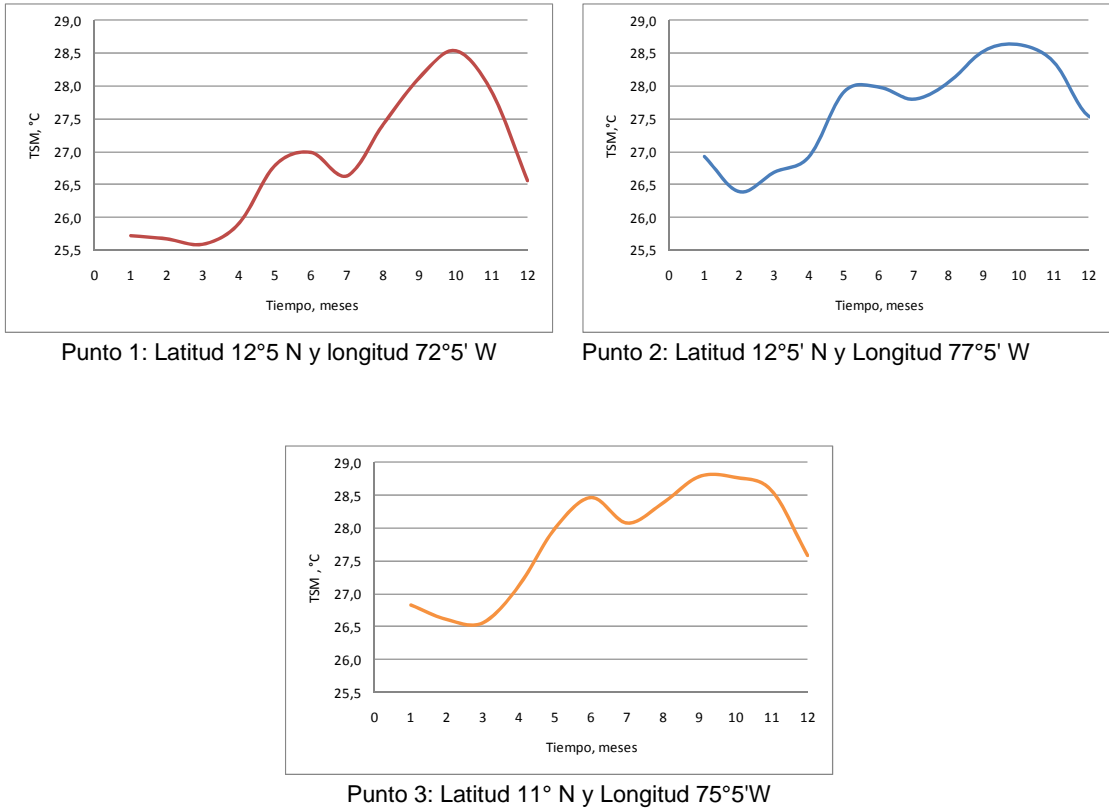 29,0
28,5
28,0
27,5
27,0
26,5
26,0
25,5
TSM, °C
0 1 2 3 4 5 6 7 8 9 10 11 12
Tiempo, meses
Punto 1: Latitud 12°5 N y longitud 72°5' W
29,0
28,5
28,0
27,5
27,0
26,5
26,0
25,5
TSM,°C
0 1 2 3 4 5 6 7 8 9 10 11 12
Tiempo, meses
Punto 2: Latitud 12°5' N y Longitud 77°5' W
29,0
28,5
28,0
27,5
27,0
26,5
26,0
25,5
TSM , °C
0 1 2 3 4 5 6 7 8 9 10 11 12
Tiempo, meses
Punto 3: Latitud 11° N y Longitud 75°5'W